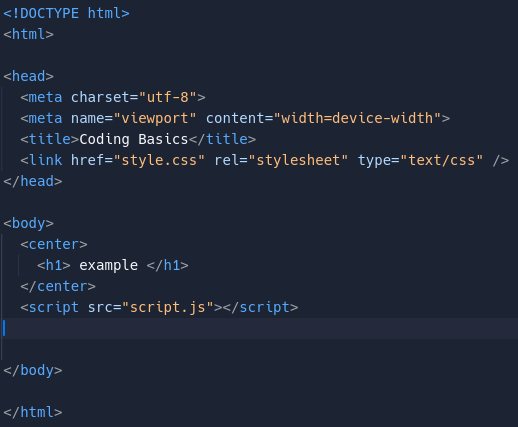 <!DOCTYPE html>
<html>
<head>
<meta charset="utf-8">
<meta name="viewport" content="width=device-width">
<title>Coding Basics</title>
<link href="style.css" rel="stylesheet" type="text/css" />
</head>
<body>
<center>
<h1> example </h1>
</center>
<script src="script.js"></script>
</body>
</html>